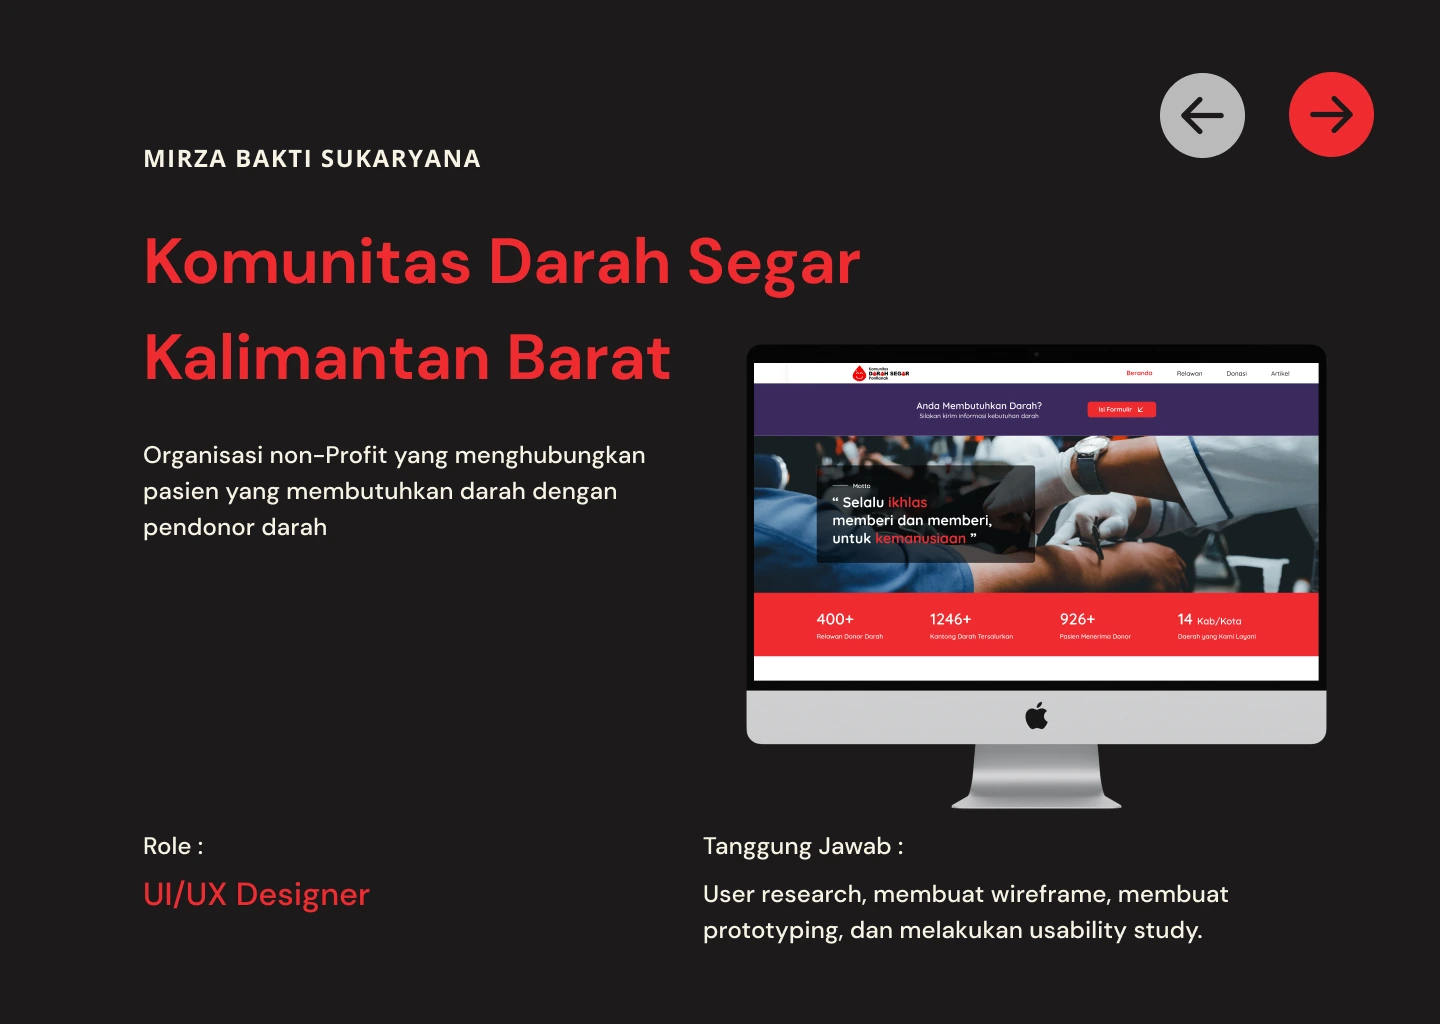 MIRZA BAKTI SUKARYANA
Komunitas Darah Segar
Kalimantan Barat
Organisasi non-Profit yang menghubungkan
pasien yang membutuhkan darah dengan
pendonor darah
Komunitas
DARAH SEGAR
Pontianak
Beranda
Relawan
Donasi
Artikel
Anda Membutuhkan Darah?
Silakan kirim informasi kebutuhan darah
Isi Formulir
Motto
“ Selalu ikhlas
memberi dan memberi,
untuk kemanusiaan ”
400+
Relawan Donor Darah
1246+
Kantong Darah Tersalurkan
926+
Pasien Menerima Donor
14 Kab/Kota
Daerah yang Kami Layani
Role :
UI/UX Designer
Tanggung Jawab :
User research, membuat wireframe, membuat
prototyping, dan melakukan usability study.